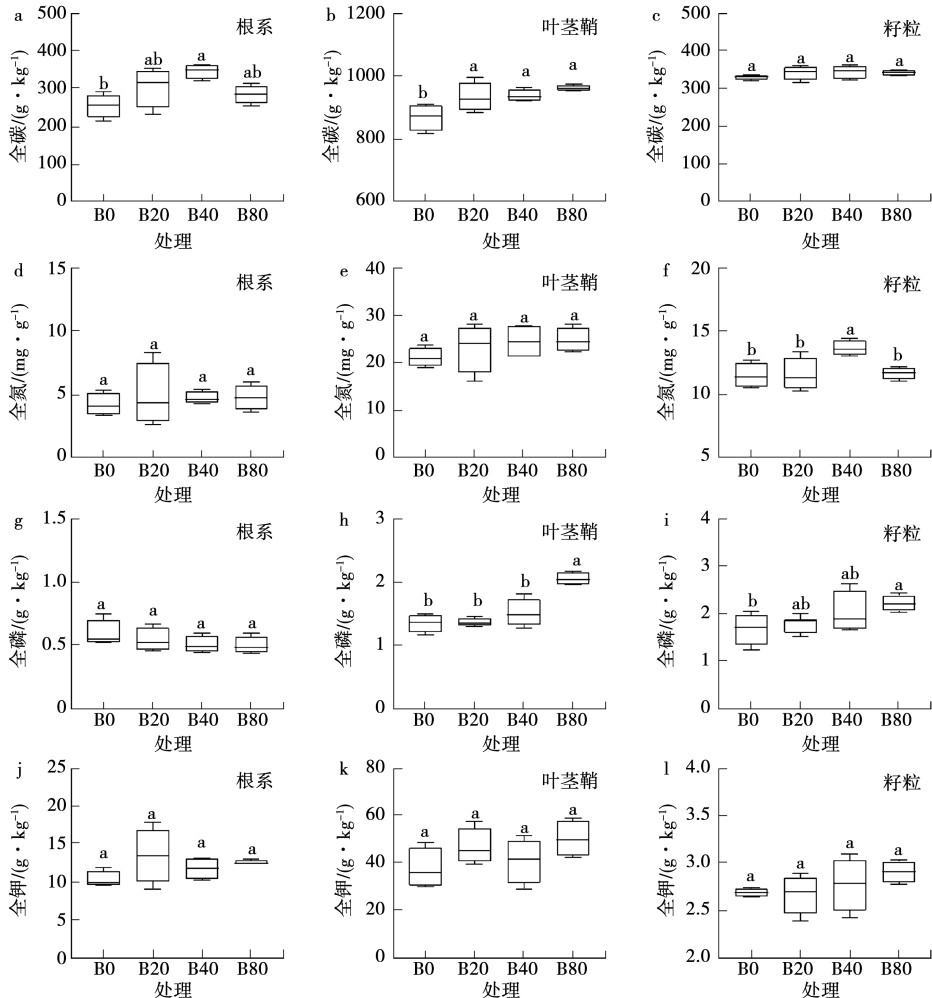 a
根系
全碳/(g·kg⁻¹)
500
400
300
200
100
0
b
ab
a
ab
B0 B20 B40 B80
处理
b
叶茎鞘
全碳/(g·kg⁻¹)
1200
1000
800
600
b
a
a
a
B0 B20 B40 B80
处理
c
籽粒
全碳/(g·kg⁻¹)
500
400
300
200
100
0
a
a
a
a
B0 B20 B40 B80
处理
d
根系
全氮/(mg·g⁻¹)
15
10
5
0
a
a
a
a
B0 B20 B40 B80
处理
e
叶茎鞘
全氮/(mg·g⁻¹)
40
30
20
10
0
a
a
a
a
B0 B20 B40 B80
处理
f
籽粒
全氮/(mg·g⁻¹)
20
15
10
5
b
b
a
b
B0 B20 B40 B80
处理
g
根系
全磷/(g·kg⁻¹)
1.5
1.0
0.5
0
a
a
a
a
B0 B20 B40 B80
处理
h
叶茎鞘
全磷/(g·kg⁻¹)
3
2
1
0
b
b
b
a
B0 B20 B40 B80
处理
i
籽粒
全磷/(g·kg⁻¹)
4
3
2
1
0
b
ab
ab
a
B0 B20 B40 B80
处理
j
根系
全钾/(g·kg⁻¹)
25
20
15
10
5
0
a
a
a
a
B0 B20 B40 B80
处理
k
叶茎鞘
全钾/(g·kg⁻¹)
80
60
40
20
0
a
a
a
a
B0 B20 B40 B80
处理
l
籽粒
全钾/(g·kg⁻¹)
4.0
3.5
3.0
2.5
2.0
a
a
a
a
B0 B20 B40 B80
处理